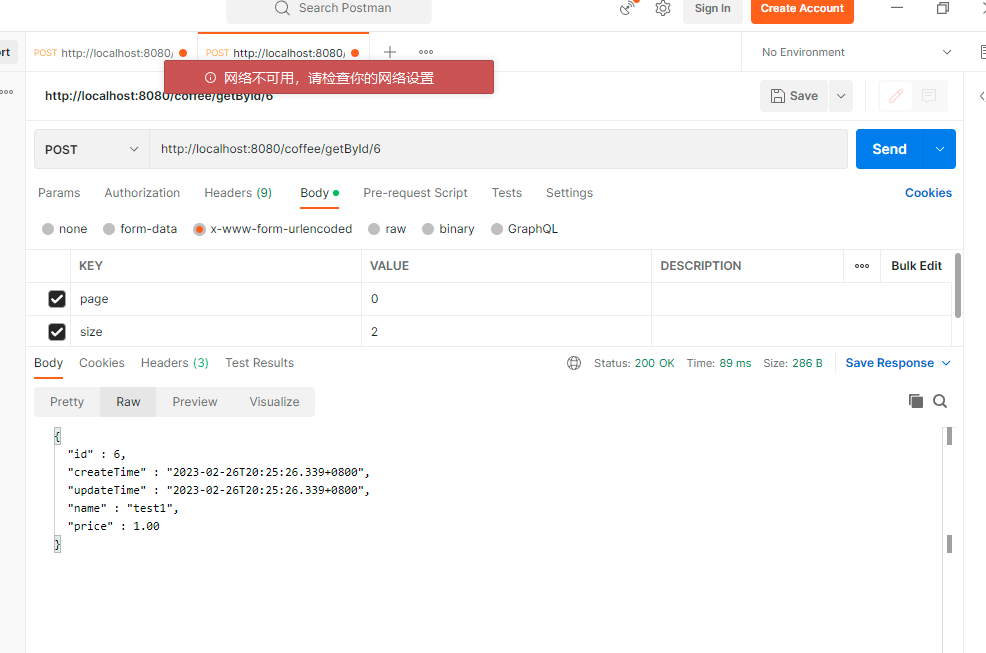 Search Postman
Sign In
Create Account
rt
POST http://localhost:8080/
POST http://localhost:8080/
No Environment
网络不可用，请检查你的网络设置
http://localhost:8080/coffee/getById/6
Save
POST
http://localhost:8080/coffee/getById/6
Send
Params Authorization Headers (9) Body Pre-request Script Tests Settings Cookies
none form-data x-www-form-urlencoded raw binary GraphQL
KEY VALUE DESCRIPTION Bulk Edit
page 0
size 2
Body Cookies Headers (3) Test Results Status: 200 OK Time: 89 ms Size: 286 B Save Response
Pretty Raw Preview Visualize
{
"id" : 6,
"createTime" : "2023-02-26T20:25:26.339+0800",
"updateTime" : "2023-02-26T20:25:26.339+0800",
"name" : "test1",
"price" : 1.00
}